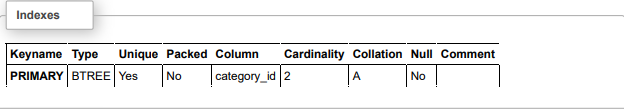 Indexes
Keyname Type Unique Packed Column Cardinality Collation Null Comment
PRIMARY BTREE Yes No category_id 2 A No